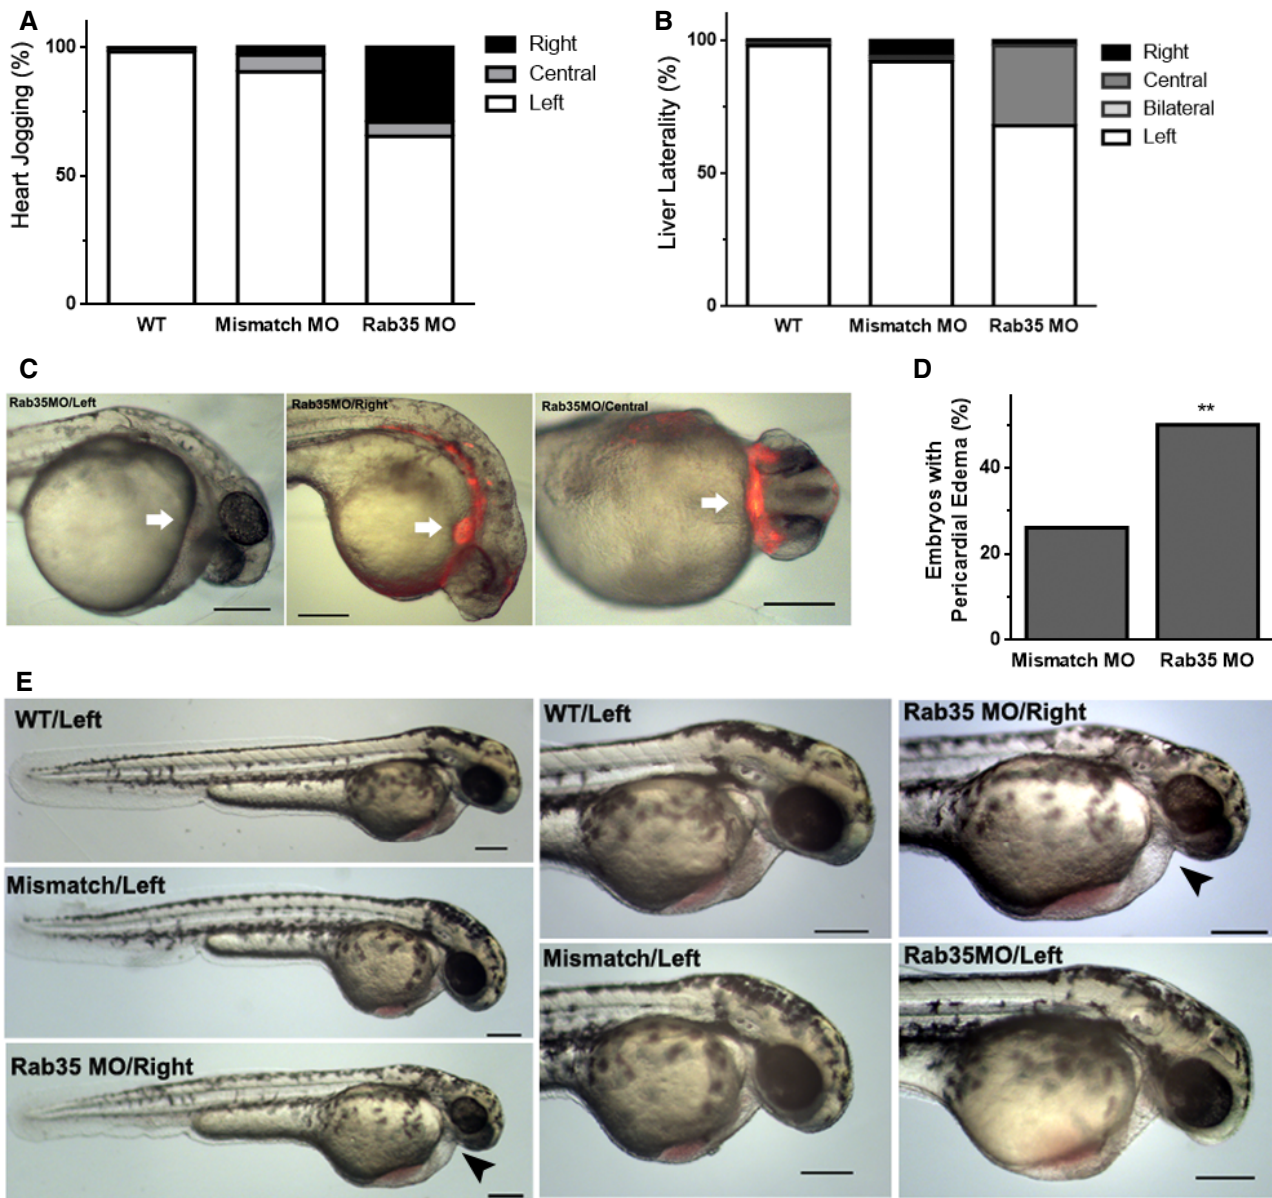 A
Heart Jogging (%)
100
50
0
WT
Mismatch MO
Rab35 MO
Right
Central
Left
B
Liver Laterality (%)
100
50
0
WT
Mismatch MO
Rab35 MO
Right
Central
Bilateral
Left
C
Rab35MO/Left
Rab35MO/Right
Rab35MO/Central
D
Embryos with
Pericardial Edema (%)
40
20
0
**
Mismatch MO
Rab35 MO
E
WT/Left
Mismatch/Left
Rab35 MO/Right
WT/Left
Mismatch/Left
Rab35 MO/Right
Rab35MO/Left